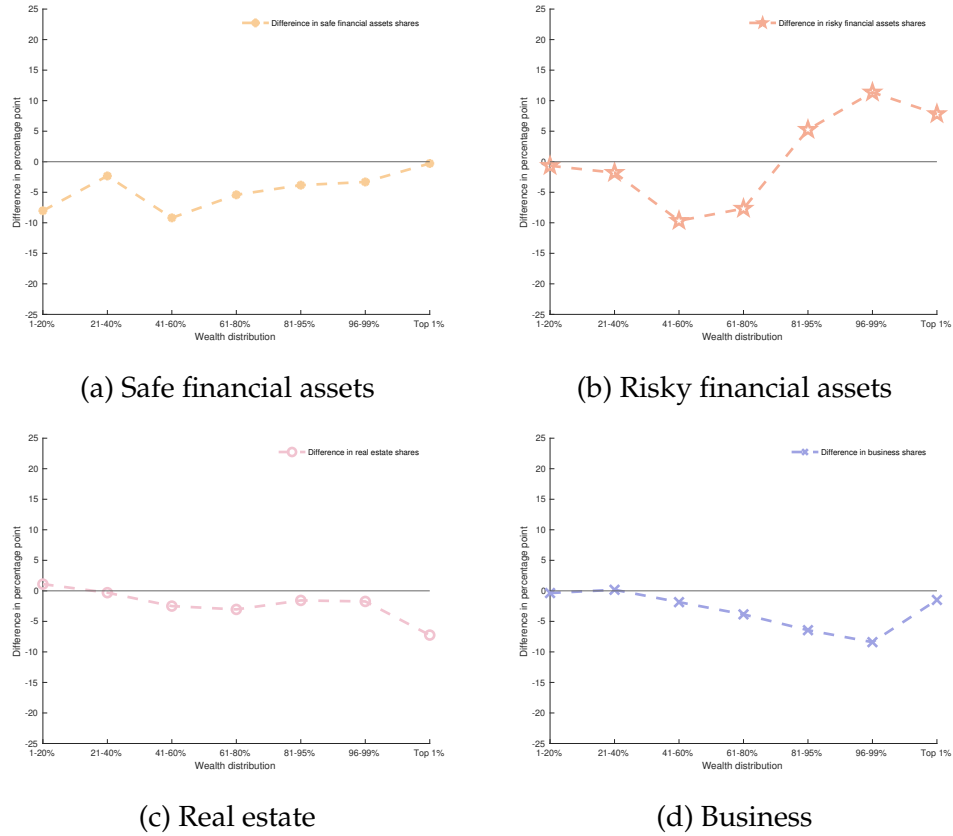 Differeince in safe financial assets shares
Difference in percentage point
25
20
15
10
5
0
-5
-10
-15
-20
-25
1-20% 21-40% 41-60% 61-80% 81-95% 96-99% Top 1%
Wealth distribution
(a) Safe financial assets
Difference in risky financial assets shares
Difference in percentage point
25
20
15
10
5
0
-5
-10
-15
-20
-25
1-20% 21-40% 41-60% 61-80% 81-95% 96-99% Top 1%
Wealth distribution
(b) Risky financial assets
Difference in real estate shares
Difference in percentage point
25
20
15
10
5
0
-5
-10
-15
-20
-25
1-20% 21-40% 41-60% 61-80% 81-95% 96-99% Top 1%
Wealth distribution
(c) Real estate
Difference in business shares
Difference in percentage point
25
20
15
10
5
0
-5
-10
-15
-20
-25
1-20% 21-40% 41-60% 61-80% 81-95% 96-99% Top 1%
Wealth distribution
(d) Business